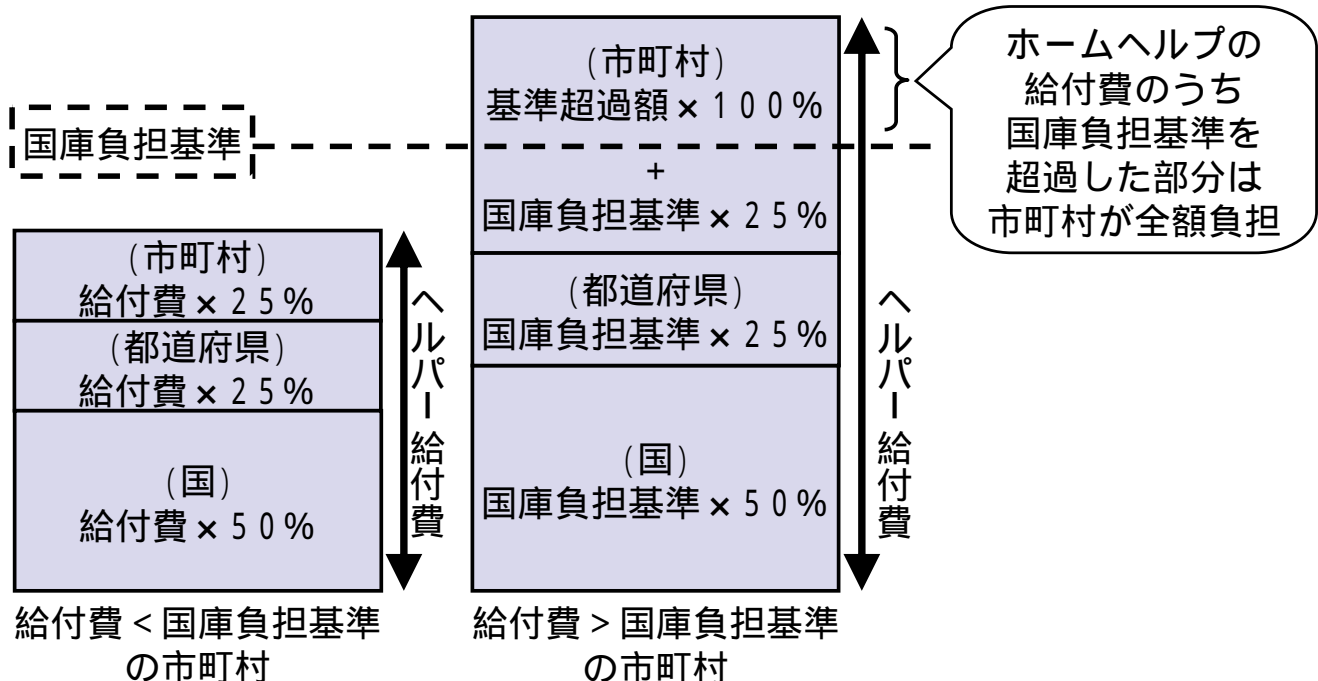 国庫負担基準
(市町村)
給付費×25%
(都道府県)
給付費×25%
(国)
給付費×50%
ヘルパー給付費
給付費<国庫負担基準
の市町村
(市町村)
基準超過額×100%
+
国庫負担基準×25%
(都道府県)
国庫負担基準×25%
(国)
国庫負担基準×50%
ヘルパー給付費
給付費>国庫負担基準
の市町村
ホームヘルプの
給付費のうち
国庫負担基準を
超過した部分は
市町村が全額負担